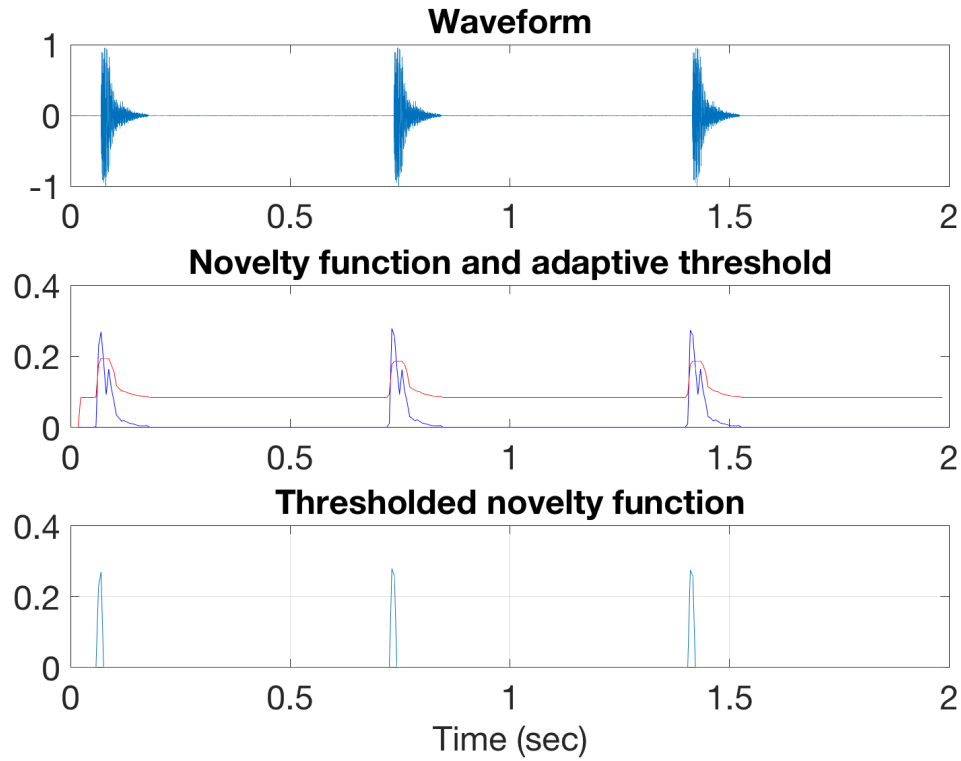 Waveform
1
0
-1
0 0.5 1 1.5 2
Novelty function and adaptive threshold
0.4
0.2
0
0 0.5 1 1.5 2
Thresholded novelty function
0.4
0.2
0
0 0.5 1 1.5 2
Time (sec)